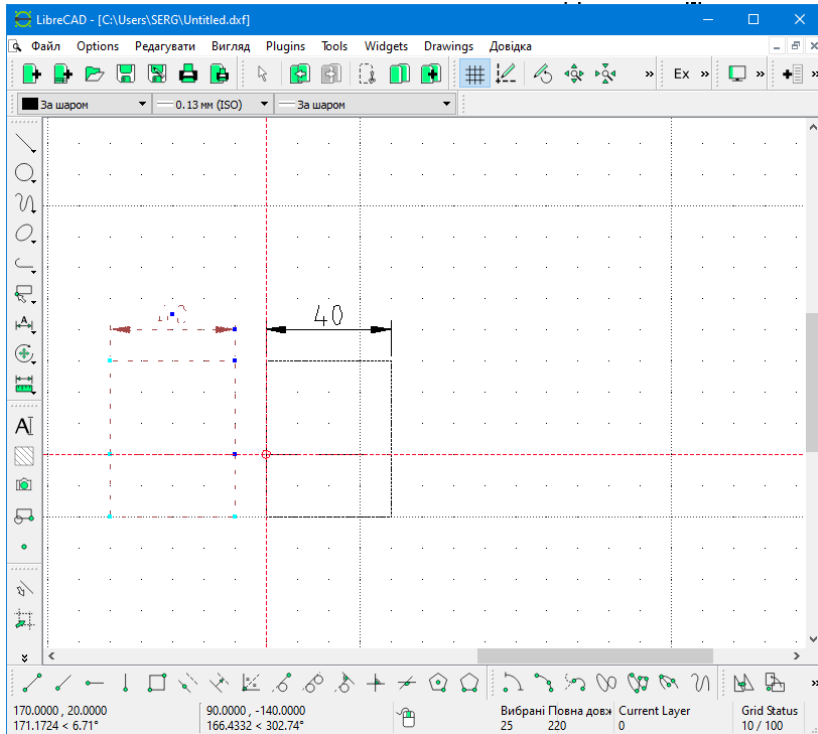 LibreCAD - [C:\Users\SERG\Untitled.dxf]
Файл Options Редагувати Вигляд Plugins Tools Widgets Drawings Довідка
» Ex » » »
За шаром 0.13 мм (ISO) За шаром
40
A
»
170.0000 , 20.0000 90.0000 , -140.0000 Вибрані Повна довж Current Layer Grid Status
171.1724 < 6.71° 166.4332 < 302.74° 25 220 0 10 / 100